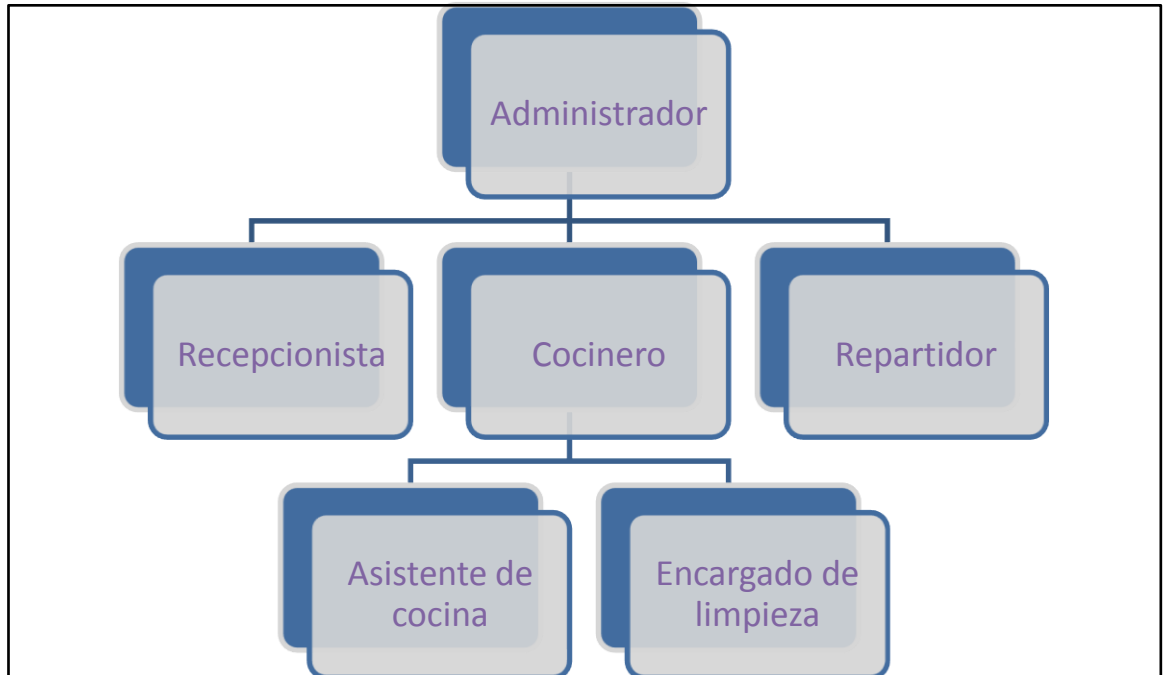 Administrador
Recepcionista
Cocinero
Repartidor
Asistente de
cocina
Encargado de
limpieza